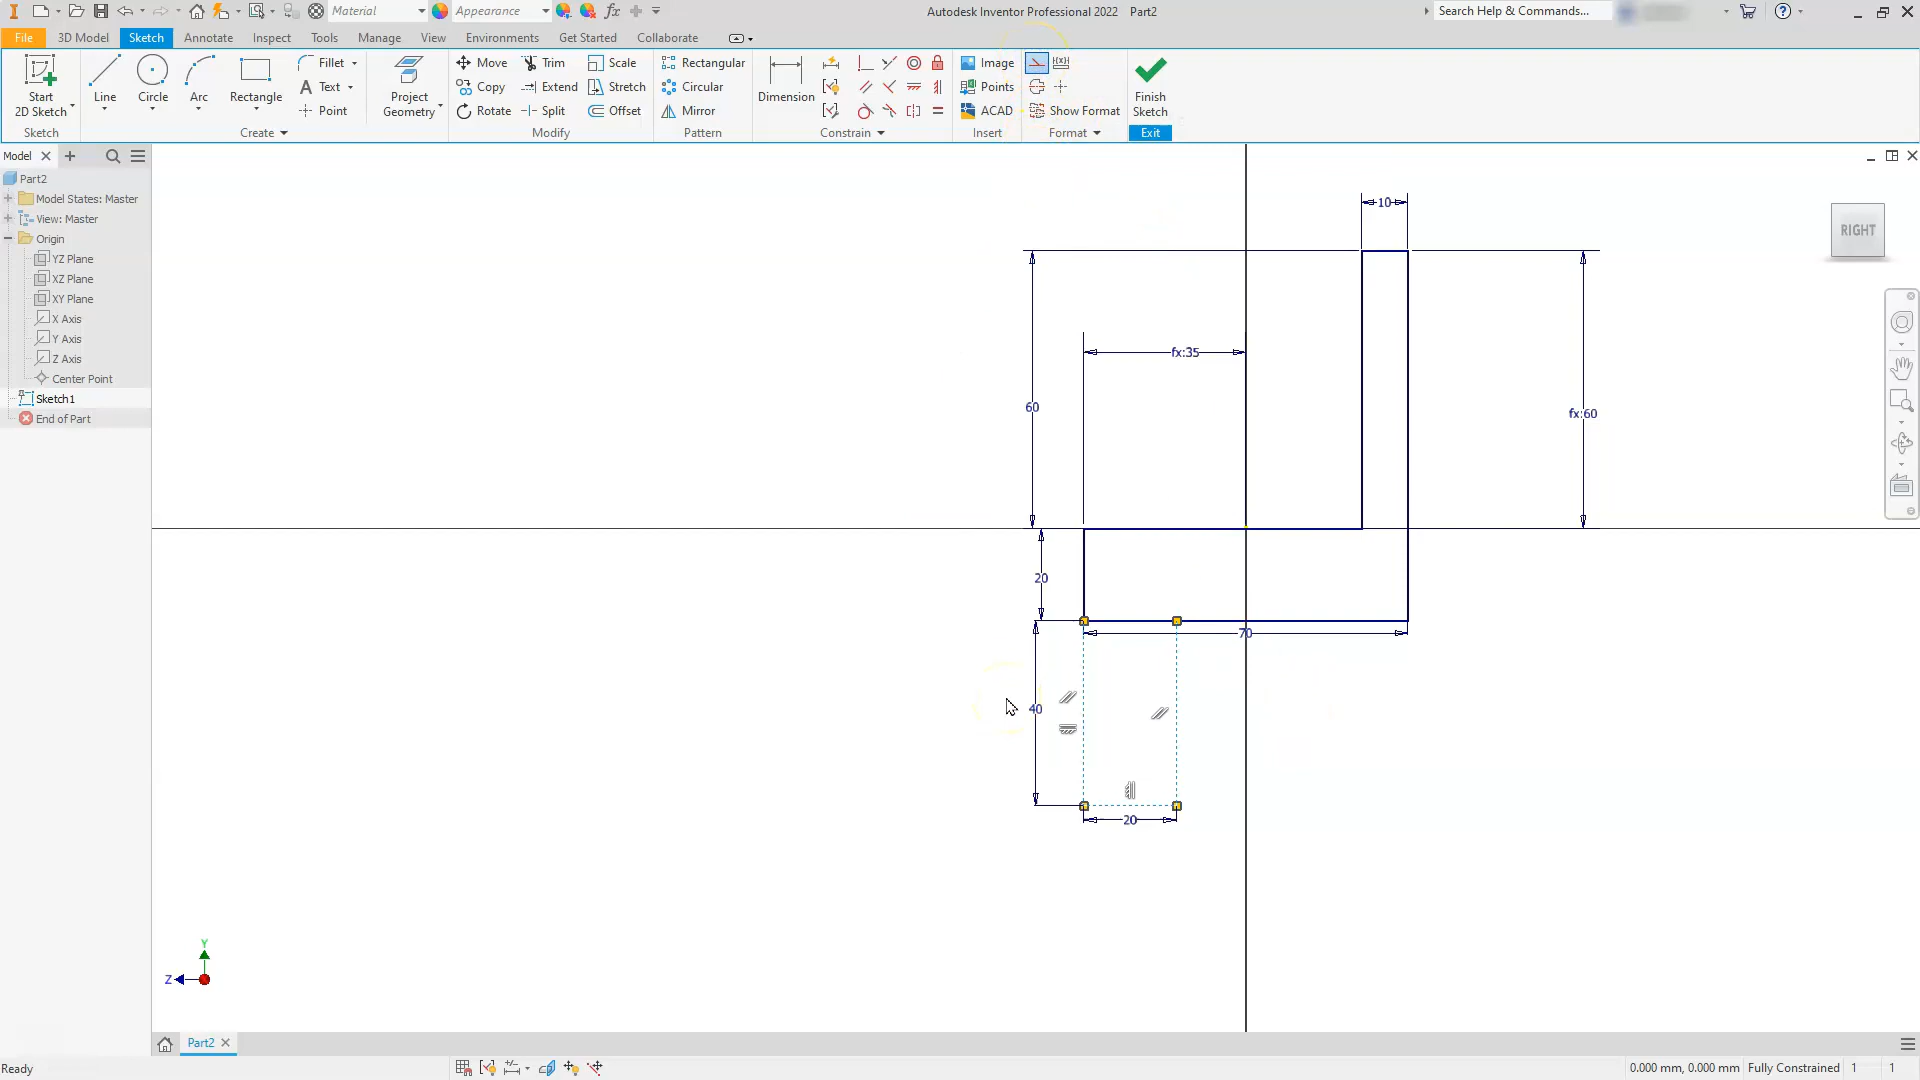 Material
Appearance
fx
Autodesk Inventor Professional 2022 Part2
Search Help & Commands...
File 3D Model Sketch Annotate Inspect Tools Manage View Environments Get Started Collaborate
Start
2D Sketch
Line
Circle
Arc
Rectangle
Fillet
Text
Point
Project
Geometry
Move
Copy
Rotate
Trim
Extend
Split
Scale
Stretch
Offset
Rectangular
Circular
Mirror
Dimension
Image
Points
ACAD
Show Format
Finish
Sketch
Sketch Create Modify Pattern Constrain Insert Format Exit
Model
Part2
Model States: Master
View: Master
Origin
YZ Plane
XZ Plane
XY Plane
X Axis
Y Axis
Z Axis
Center Point
Sketch1
End of Part
RIGHT
10
fx:35
60
fx:60
20
70
40
20
Y
Z
Part2
Ready
0.000 mm, 0.000 mm Fully Constrained 1 1